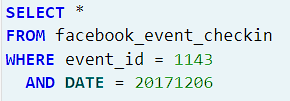 SELECT *
FROM facebook_event_checkin
WHERE event_id = 1143
AND DATE = 20171206